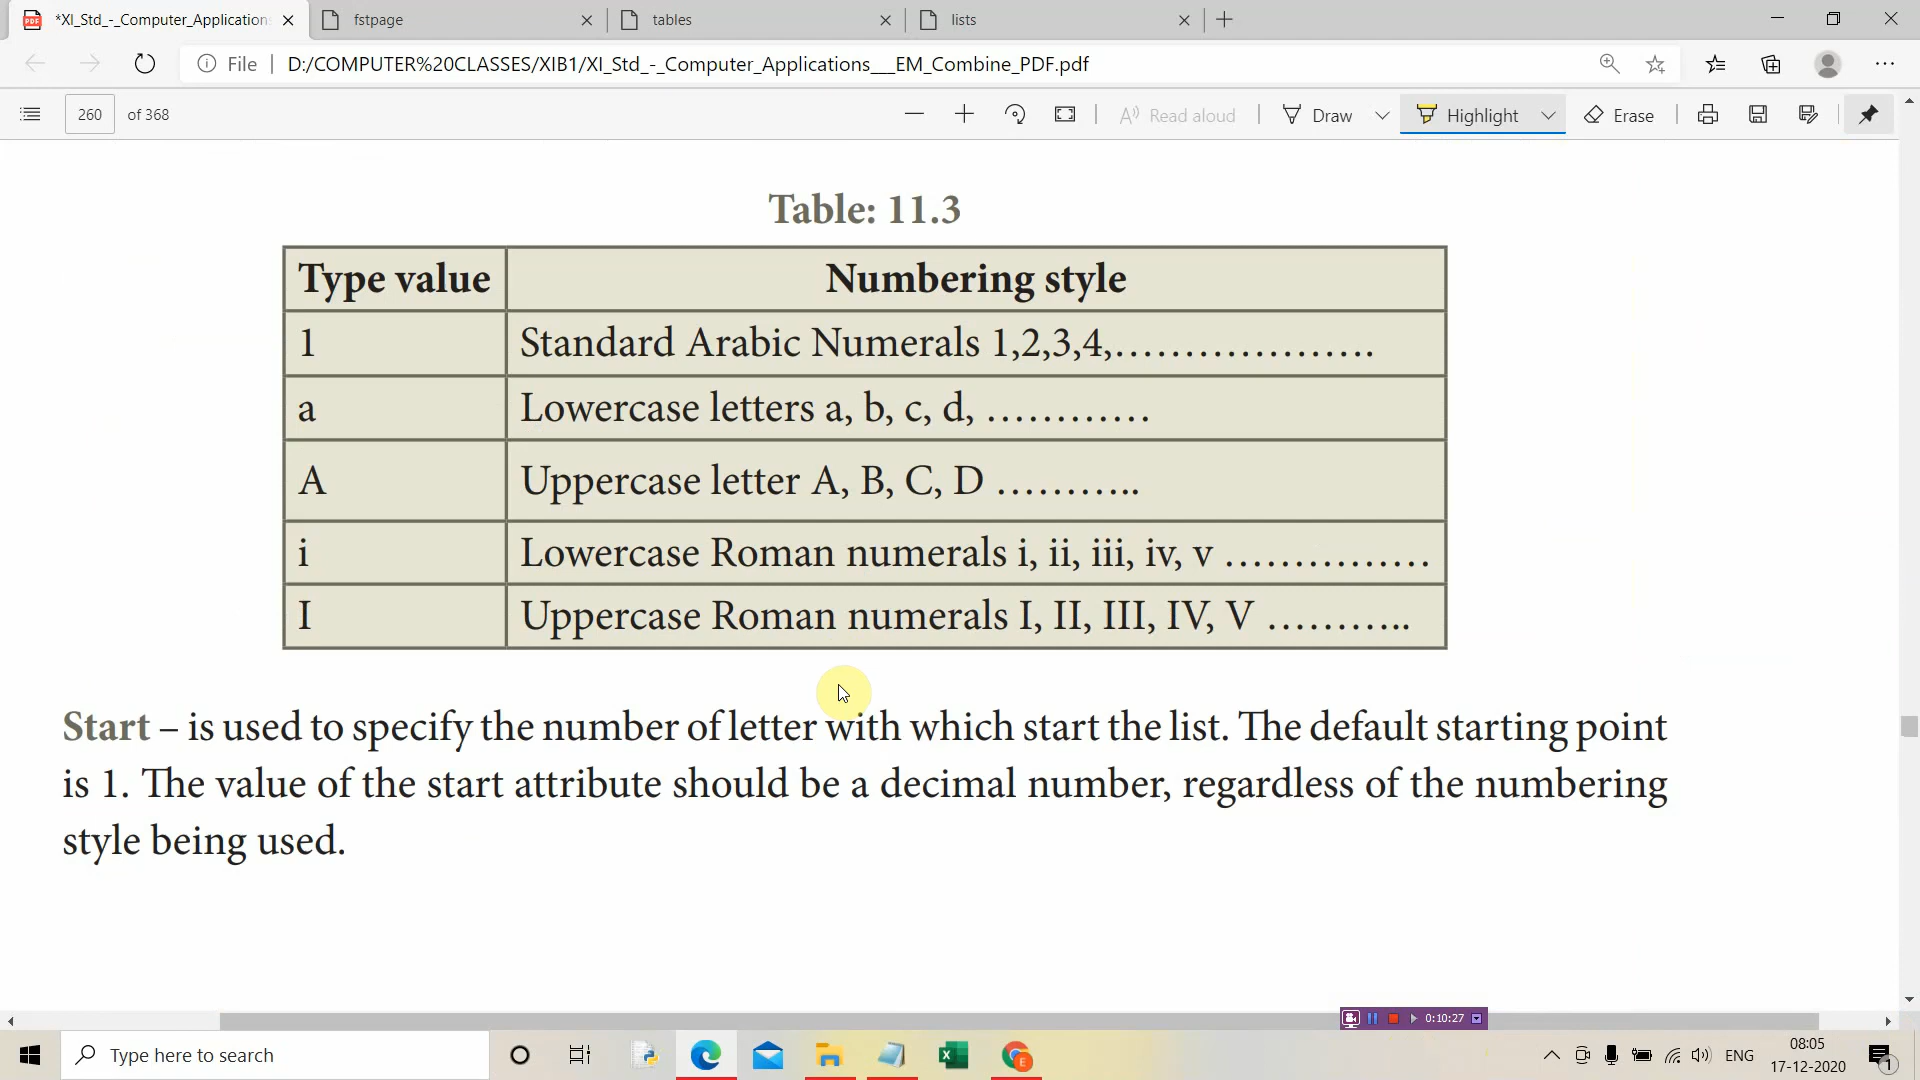 *XI_Std_-_Computer_Application
fstpage
tables
lists
File
D:/COMPUTER%20CLASSES/XIB1/XI_Std_-_Computer_Applications___EM_Combine_PDF.pdf
260 of 368
Read aloud
Draw
Highlight
Erase
Table: 11.3
Type value Numbering style
1 Standard Arabic Numerals 1,2,3,4,………………….
a Lowercase letters a, b, c, d, …………
A Uppercase letter A, B, C, D ………..
i Lowercase Roman numerals i, ii, iii, iv, v ……………
I Uppercase Roman numerals I, II, III, IV, V ………..
Start – is used to specify the number of letter with which start the list. The default starting point
is 1. The value of the start attribute should be a decimal number, regardless of the numbering
style being used.
0:10:27
Type here to search
E
ENG
08:05
17-12-2020
1